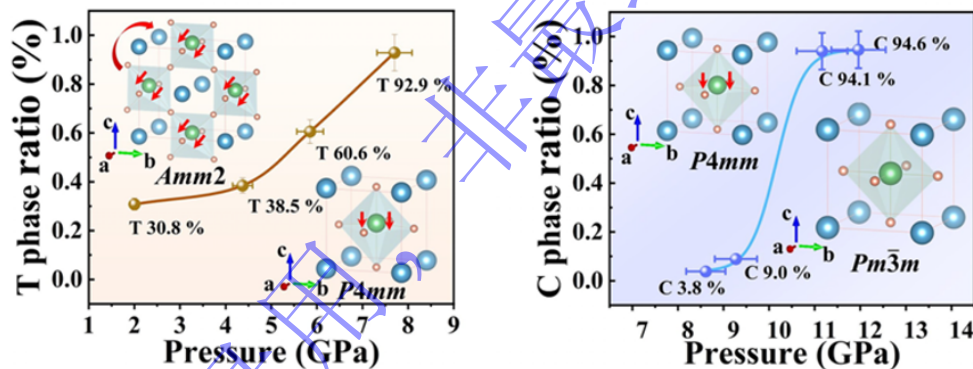 T phase ratio (%)
1.0
0.8
0.6
0.4
0.2
0.0
1 2 3 4 5 6 7 8 9
Pressure (GPa)
c
a
b
Amm2
T 92.9 %
T 60.6 %
T 38.5 %
T 30.8 %
c
a
b
P4mm
C phase ratio (%)
1.0
0.8
0.6
0.4
0.2
0.0
7 8 9 10 11 12 13 14
Pressure (GPa)
c
a
b
P4mm
C 94.6 %
C 94.1 %
C 9.0 %
C 3.8 %
c
a
b
Pm3̅m
非